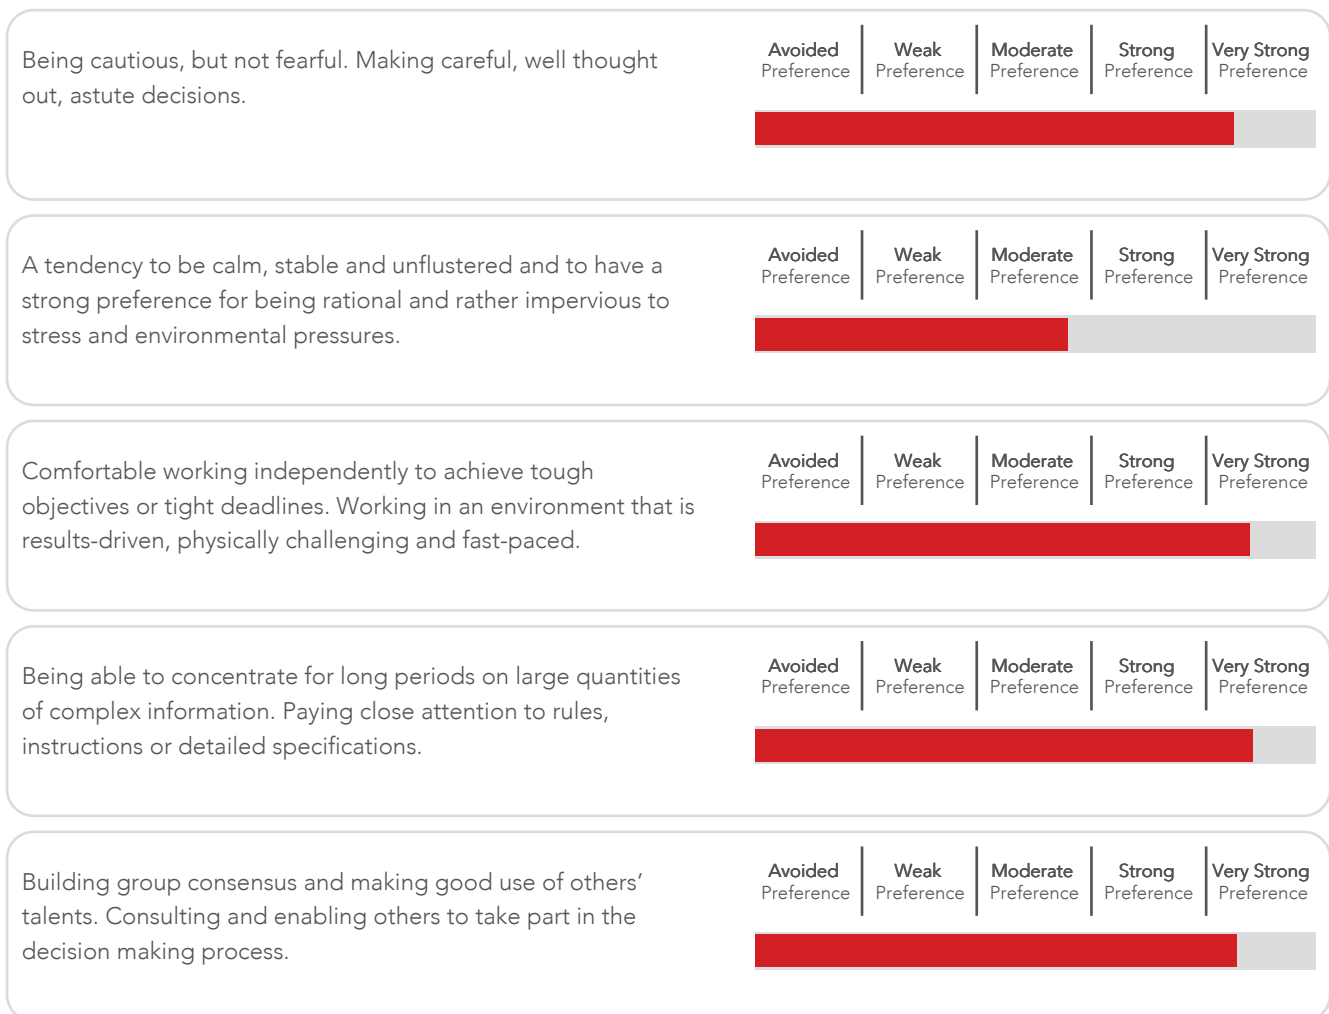 Being cautious, but not fearful. Making careful, well thought
out, astute decisions.
Avoided Weak Moderate Strong Very Strong
Preference Preference Preference Preference Preference
A tendency to be calm, stable and unflustered and to have a
strong preference for being rational and rather impervious to
stress and environmental pressures.
Avoided Weak Moderate Strong Very Strong
Preference Preference Preference Preference Preference
Comfortable working independently to achieve tough
objectives or tight deadlines. Working in an environment that is
results-driven, physically challenging and fast-paced.
Avoided Weak Moderate Strong Very Strong
Preference Preference Preference Preference Preference
Being able to concentrate for long periods on large quantities
of complex information. Paying close attention to rules,
instructions or detailed specifications.
Avoided Weak Moderate Strong Very Strong
Preference Preference Preference Preference Preference
Building group consensus and making good use of others’
talents. Consulting and enabling others to take part in the
decision making process.
Avoided Weak Moderate Strong Very Strong
Preference Preference Preference Preference Preference